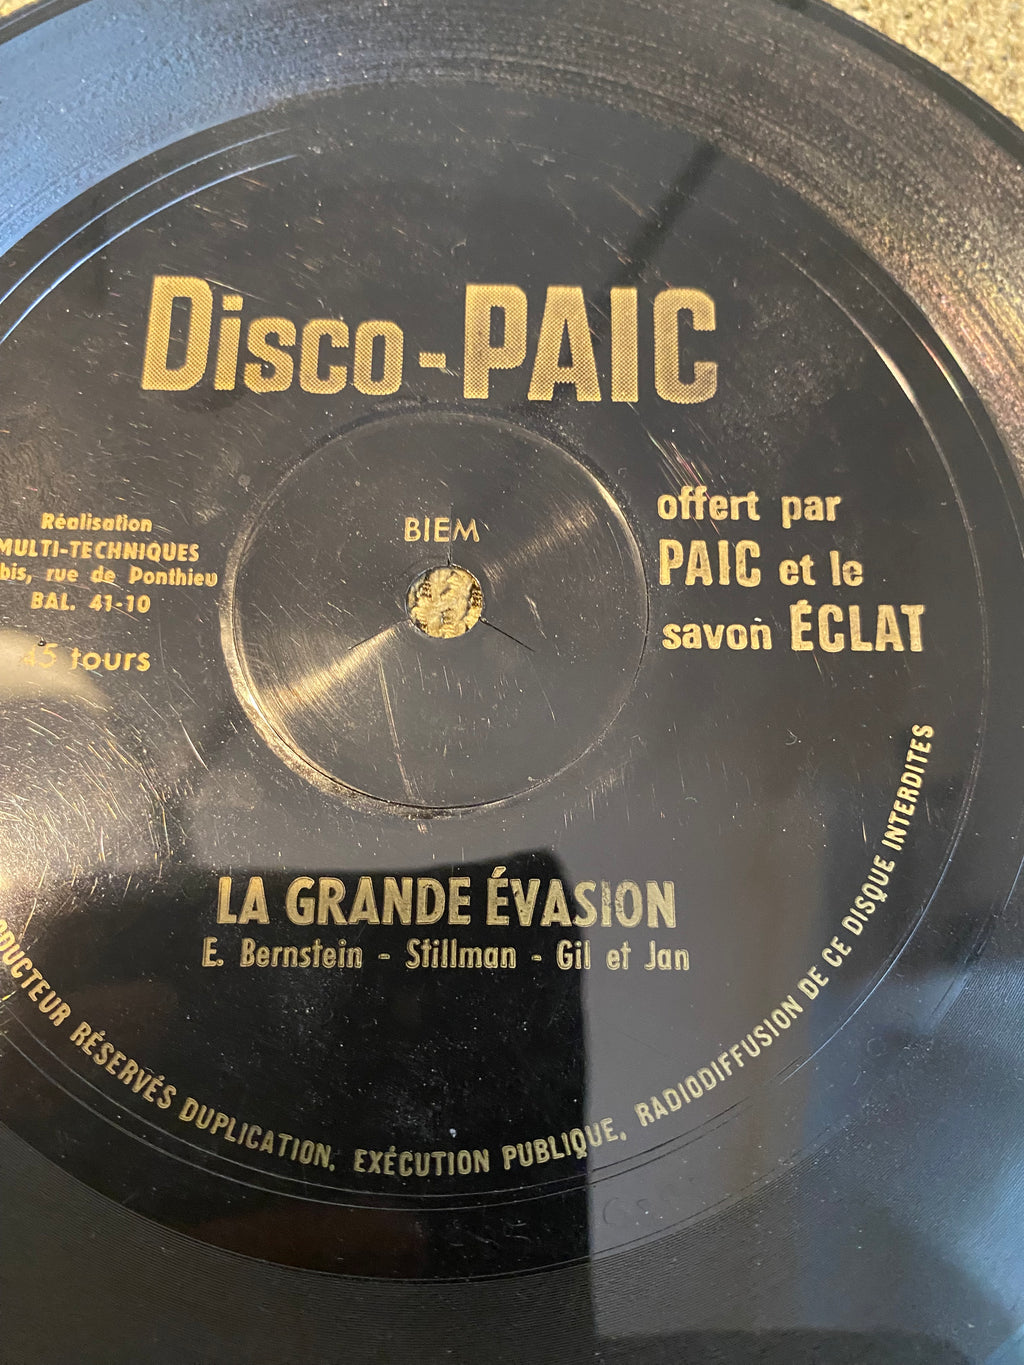 Disco-PAIC
BIEM
Réalisation
MULTI-TECHNIQUES
bis, rue de Ponthieu
BAL. 41-10
45 tours
offert par
PAIC et le
savon ÉCLAT
LA GRANDE ÉVASION
E. Bernstein - Stillman - Gil et Jan
RÉSERVÉS DUPLICATION, EXÉCUTION PUBLIQUE, RADIODIFFUSION DE CE DISQUE INTERDITES